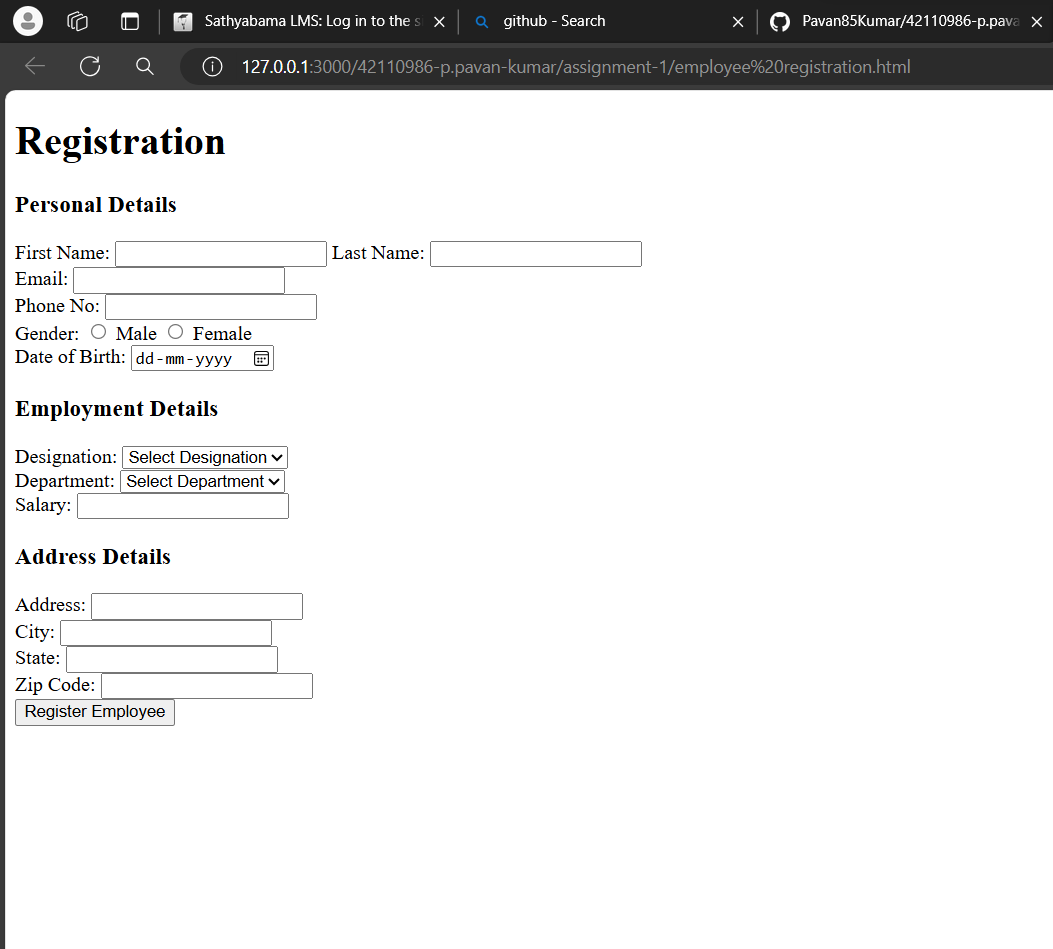 Sathyabama LMS: Log in to the s
github - Search
Pavan85Kumar/42110986-p.pava
127.0.0.1:3000/42110986-p.pavan-kumar/assignment-1/employee%20registration.html
Registration
Personal Details
First Name: Last Name:
Email:
Phone No:
Gender: Male Female
Date of Birth: dd-mm-yyyy
Employment Details
Designation: Select Designation
Department: Select Department
Salary:
Address Details
Address:
City:
State:
Zip Code:
Register Employee